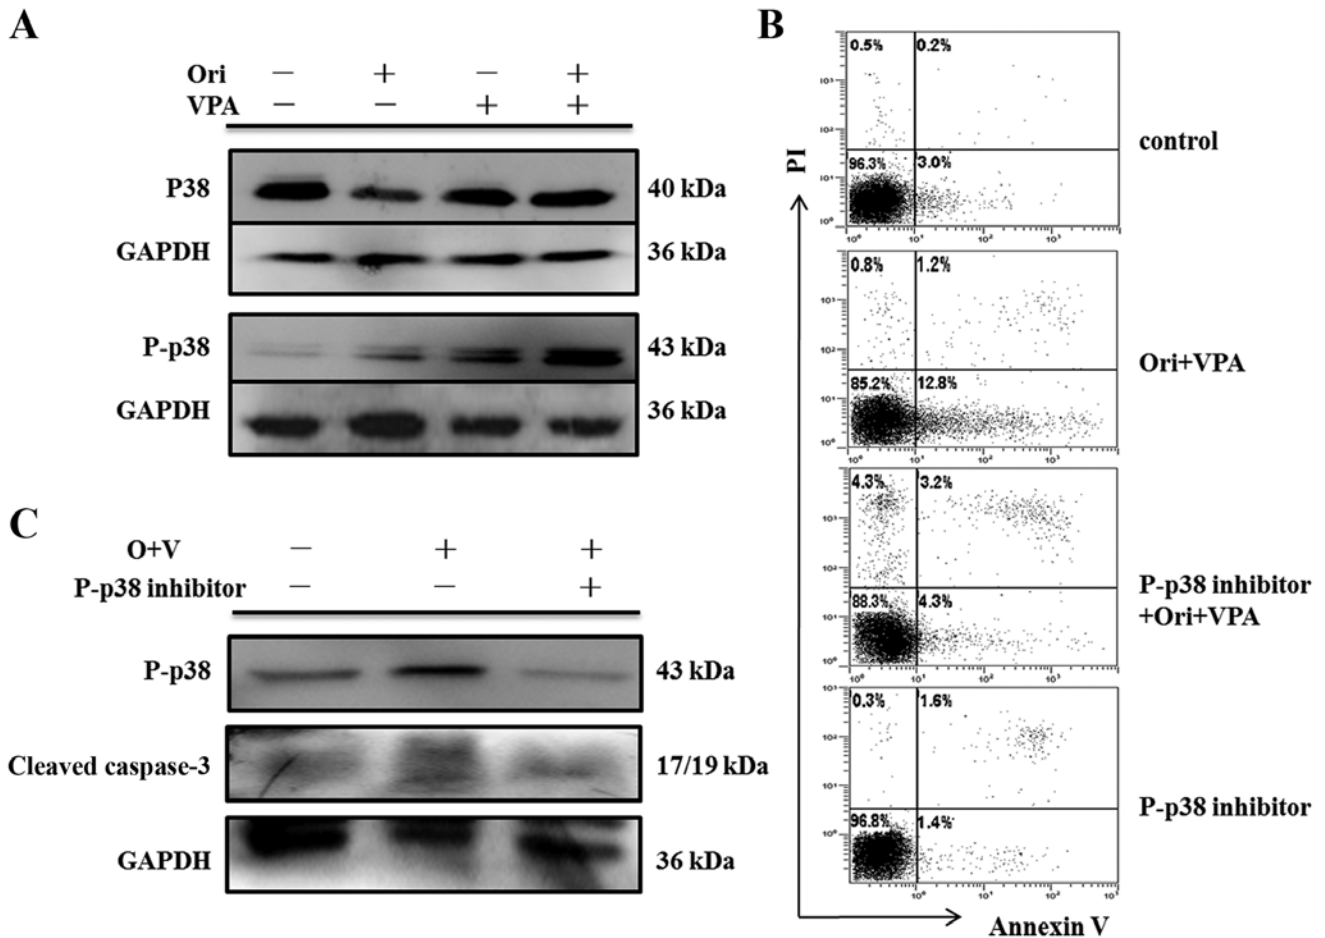 A
Ori − + − +
VPA − − + +
P38 40 kDa
GAPDH 36 kDa
P-p38 43 kDa
GAPDH 36 kDa
B
PI
0.5% 0.2%
96.3% 3.0%
control
0.8% 1.2%
85.2% 12.8%
Ori+VPA
4.3% 3.2%
88.3% 4.3%
P-p38 inhibitor
+Ori+VPA
0.3% 1.6%
96.8% 1.4%
P-p38 inhibitor
Annexin V
C
O+V − + +
P-p38 inhibitor − − +
P-p38 43 kDa
Cleaved caspase-3 17/19 kDa
GAPDH 36 kDa